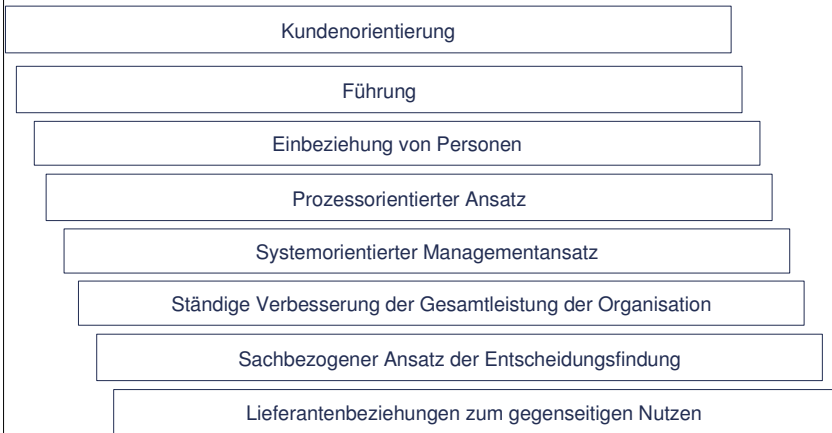 Kundenorientierung
Führung
Einbeziehung von Personen
Prozessorientierter Ansatz
Systemorientierter Managementansatz
Ständige Verbesserung der Gesamtleistung der Organisation
Sachbezogener Ansatz der Entscheidungsfindung
Lieferantenbeziehungen zum gegenseitigen Nutzen